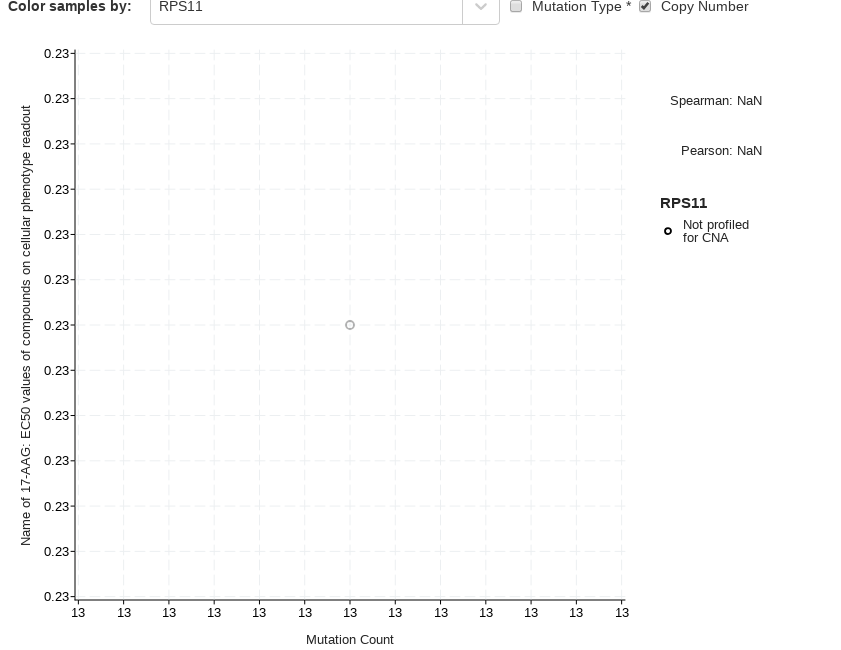 Color samples by: RPS11 Mutation Type * Copy Number
0.23
0.23
0.23
0.23
0.23
0.23
0.23
0.23
0.23
0.23
0.23
0.23
0.23
Name of 17-AAG: EC50 values of compounds on cellular phenotype readout
13 13 13 13 13 13 13 13 13 13 13 13 13
Mutation Count
Spearman: NaN
Pearson: NaN
RPS11
Not profiled
for CNA